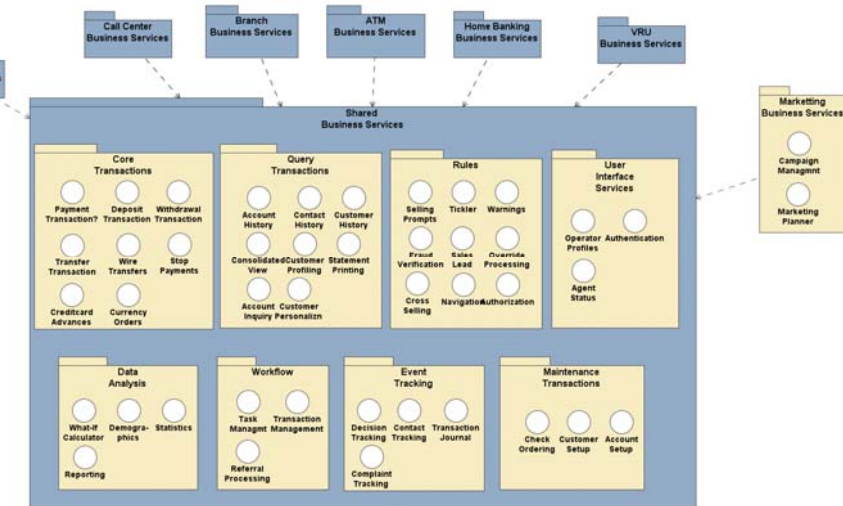 Call Center
Business Services
Branch
Business Services
ATM
Business Services
Home Banking
Business Services
VRU
Business Services
Shared
Business Services
Marketting
Business Services
Campaign
Managmnt
Marketing
Planner
Core
Transactions
Payment
Transaction?
Deposit
Transaction
Withdrawal
Transaction
Transfer
Transaction
Wire
Transfers
Stop
Payments
Creditcard
Advances
Currency
Orders
Query
Transactions
Account
History
Contact
History
Customer
History
Consolidated
View
Customer
Profiling
Statement
Printing
Account
Inquiry
Customer
Personalizn
Rules
Selling
Prompts
Tickler
Warnings
Fraud
Verification
Sales
Lead
Override
Processing
Cross
Selling
Navigation
Authorization
User
Interface
Services
Operator
Profiles
Authentication
Agent
Status
Data
Analysis
What-If
Calculator
Demogra-
phics
Statistics
Reporting
Workflow
Task
Managmt
Transaction
Management
Referral
Processing
Event
Tracking
Decision
Tracking
Contact
Tracking
Transaction
Journal
Complaint
Tracking
Maintenance
Transactions
Check
Ordering
Customer
Setup
Account
Setup